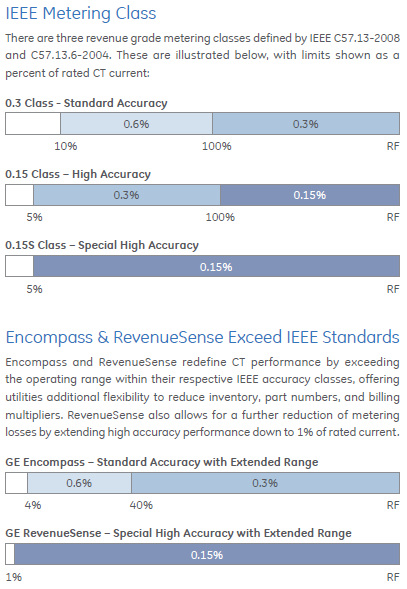 IEEE Metering Class
There are three revenue grade metering classes defined by IEEE C57.13-2008
and C57.13.6-2004. These are illustrated below, with limits shown as a
percent of rated CT current:
0.3 Class - Standard Accuracy
0.6% 0.3%
10% 100% RF
0.15 Class – High Accuracy
0.3% 0.15%
5% 100% RF
0.15S Class – Special High Accuracy
0.15%
5% RF
Encompass & RevenueSense Exceed IEEE Standards
Encompass and RevenueSense redefine CT performance by exceeding
the operating range within their respective IEEE accuracy classes, offering
utilities additional flexibility to reduce inventory, part numbers, and billing
multipliers. RevenueSense also allows for a further reduction of metering
losses by extending high accuracy performance down to 1% of rated current.
GE Encompass – Standard Accuracy with Extended Range
0.6% 0.3%
4% 40% RF
GE RevenueSense – Special High Accuracy with Extended Range
0.15%
1% RF